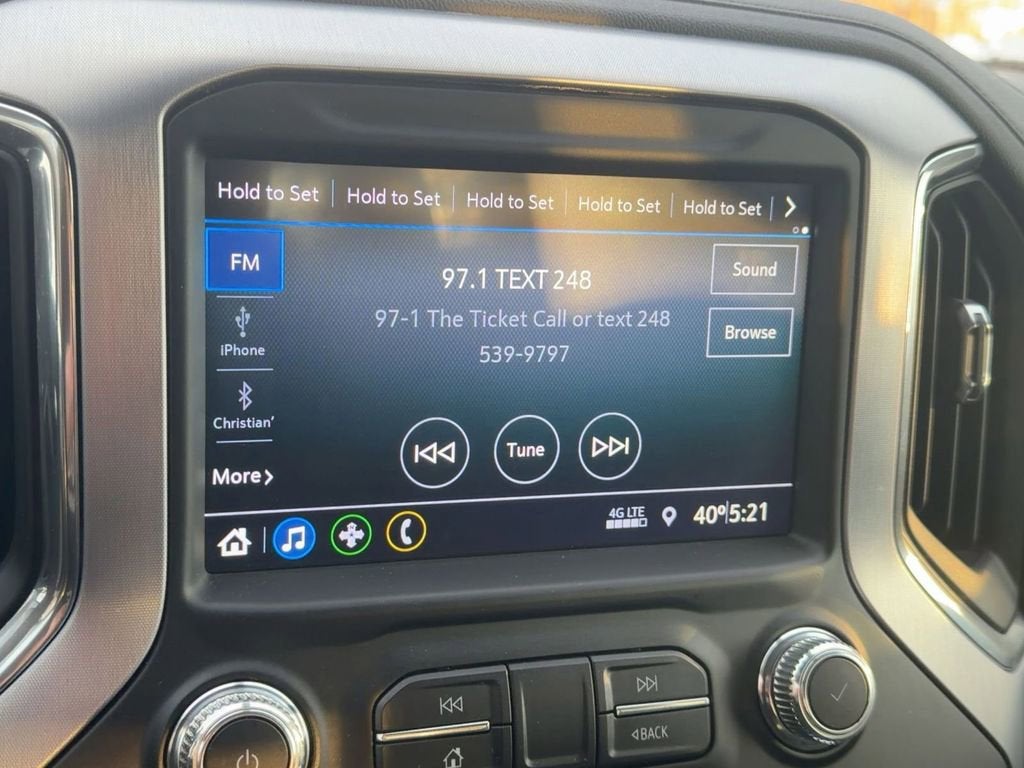 Hold to Set Hold to Set Hold to Set Hold to Set Hold to Set
FM
97.1 TEXT 248
Sound
97-1 The Ticket Call or text 248
539-9797
Browse
iPhone
Christian'
Tune
More
4G LTE
40° 5:21
BACK